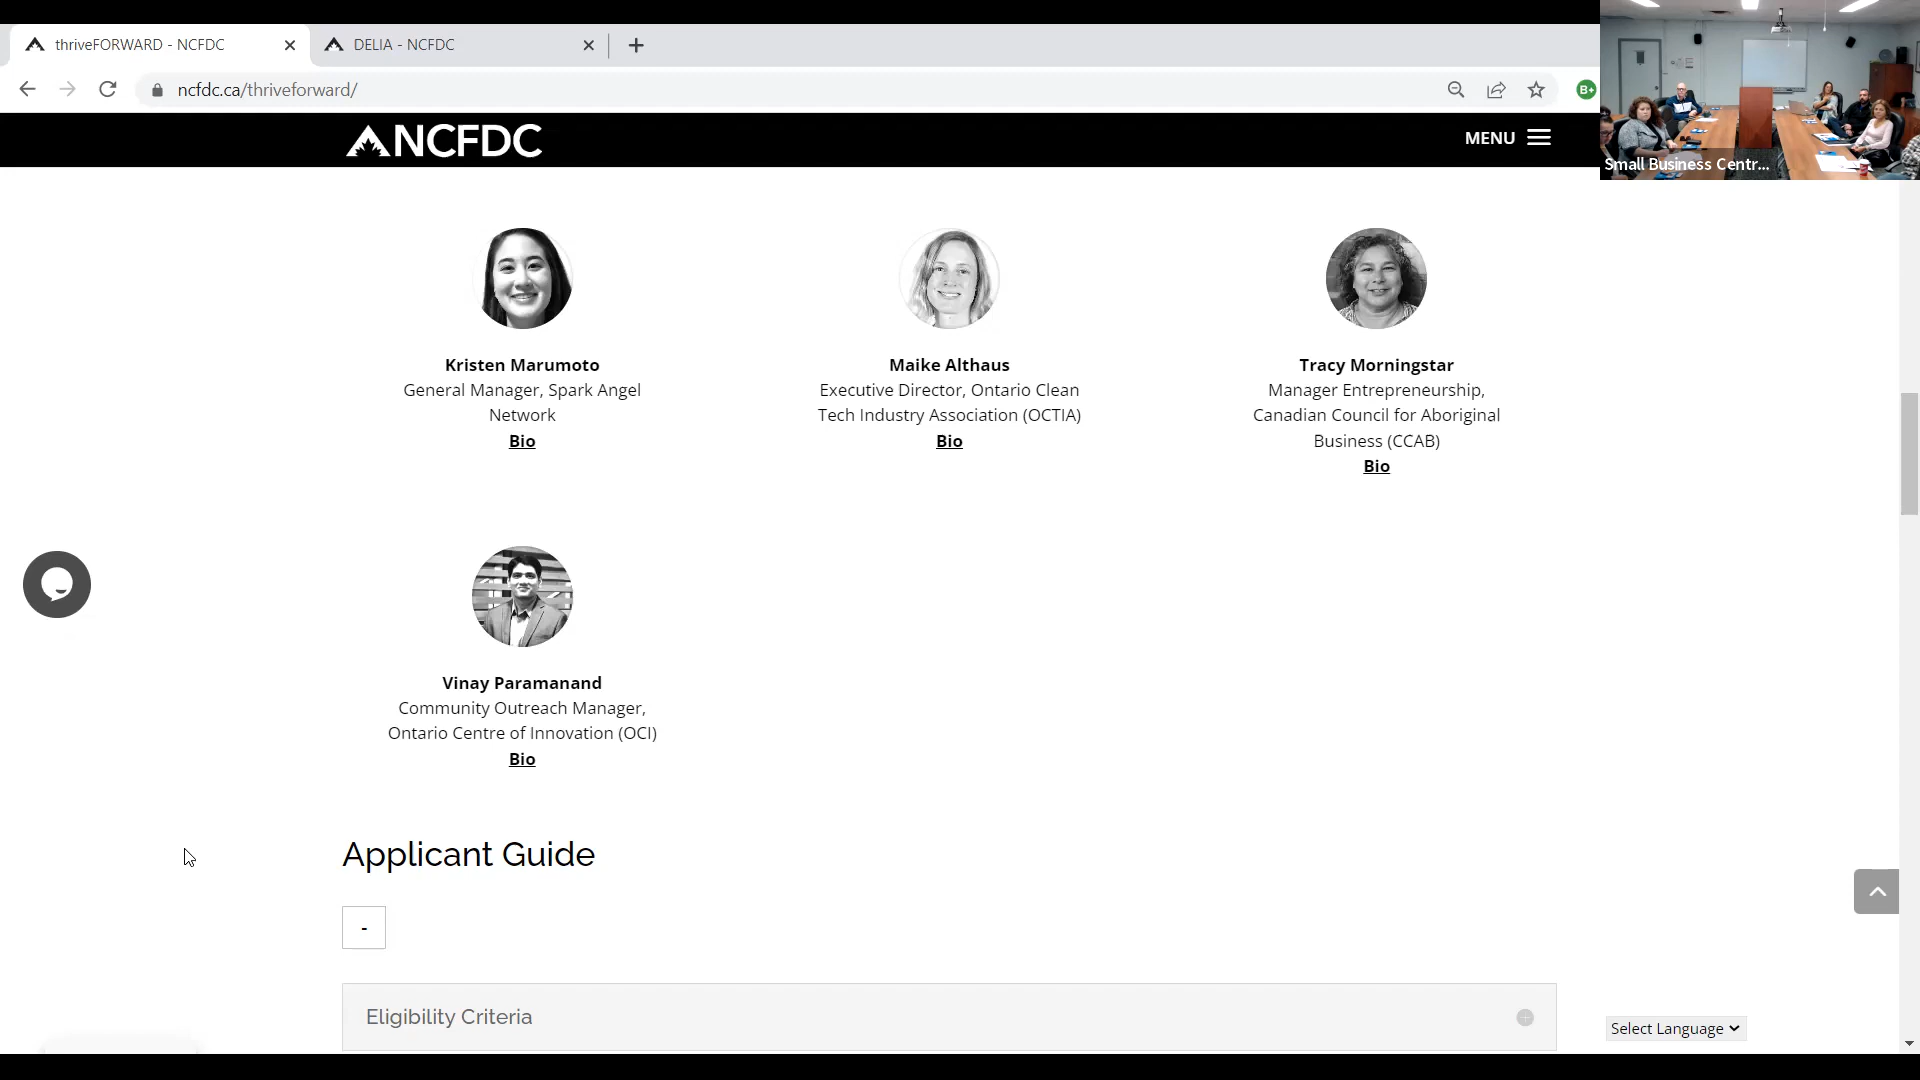 thriveFORWARD - NCFDC
DELIA - NCFDC
ncfdc.ca/thriveforward/
B+
NCFDC
MENU
Small Business Centr...
Kristen Marumoto
General Manager, Spark Angel
Network
Bio
Maike Althaus
Executive Director, Ontario Clean
Tech Industry Association (OCTIA)
Bio
Tracy Morningstar
Manager Entrepreneurship,
Canadian Council for Aboriginal
Business (CCAB)
Bio
Vinay Paramanand
Community Outreach Manager,
Ontario Centre of Innovation (OCI)
Bio
Applicant Guide
-
Eligibility Criteria
Select Language